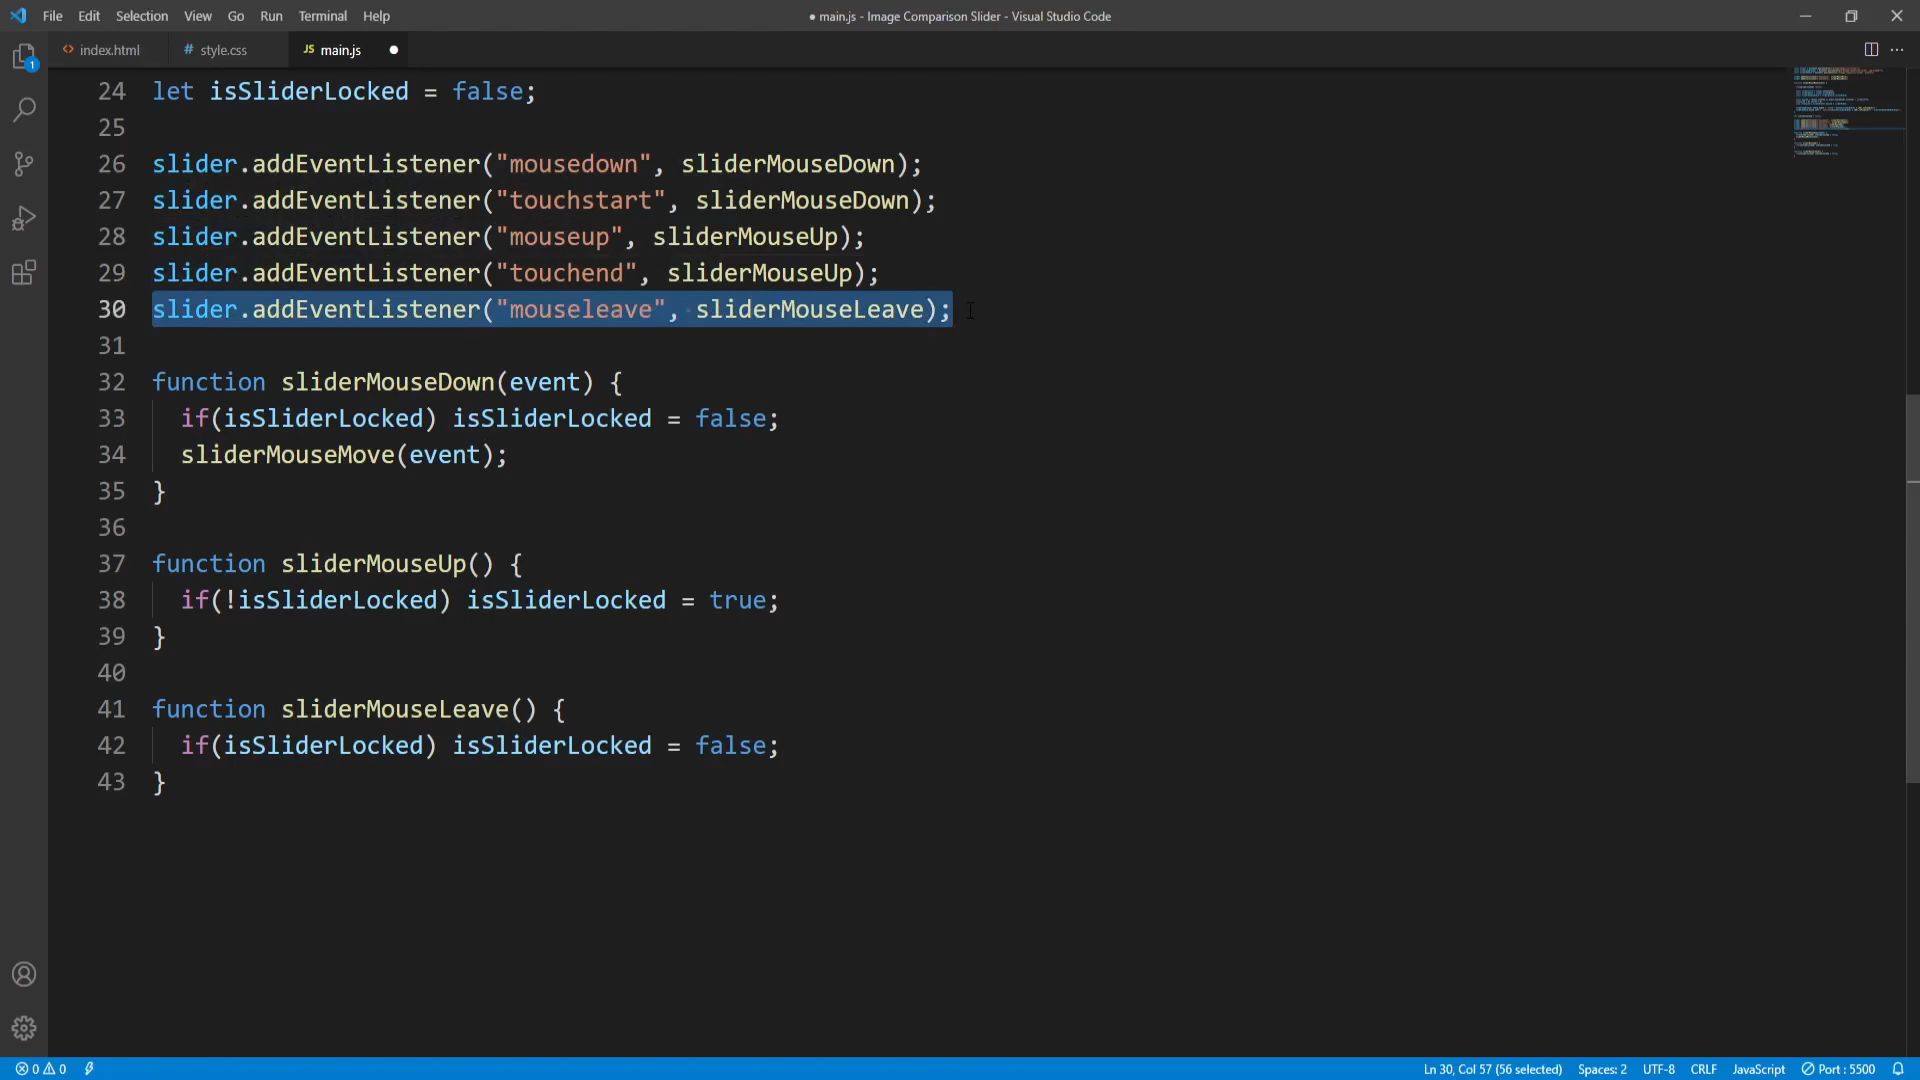 File Edit Selection View Go Run Terminal Help
● main.js - Image Comparison Slider - Visual Studio Code
index.html
# style.css
JS main.js
1
24 let isSliderLocked = false;
25
26 slider.addEventListener("mousedown", sliderMouseDown);
27 slider.addEventListener("touchstart", sliderMouseDown);
28 slider.addEventListener("mouseup", sliderMouseUp);
29 slider.addEventListener("touchend", sliderMouseUp);
30 slider.addEventListener("mouseleave", sliderMouseLeave);
31
32 function sliderMouseDown(event) {
33 if(isSliderLocked) isSliderLocked = false;
34 sliderMouseMove(event);
35 }
36
37 function sliderMouseUp() {
38 if(!isSliderLocked) isSliderLocked = true;
39 }
40
41 function sliderMouseLeave() {
42 if(isSliderLocked) isSliderLocked = false;
43 }
0 0
Ln 30, Col 57 (56 selected) Spaces: 2 UTF-8 CRLF JavaScript Port : 5500